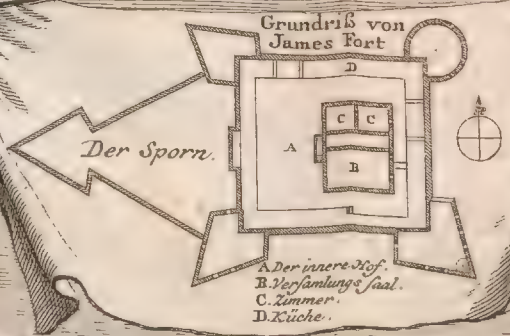 Grundriß von
James Fort
D
C C
A
Der Sporn.
B
A Der innere Hof.
B. Versamlungs saal.
C. Zimmer.
D. Küche.